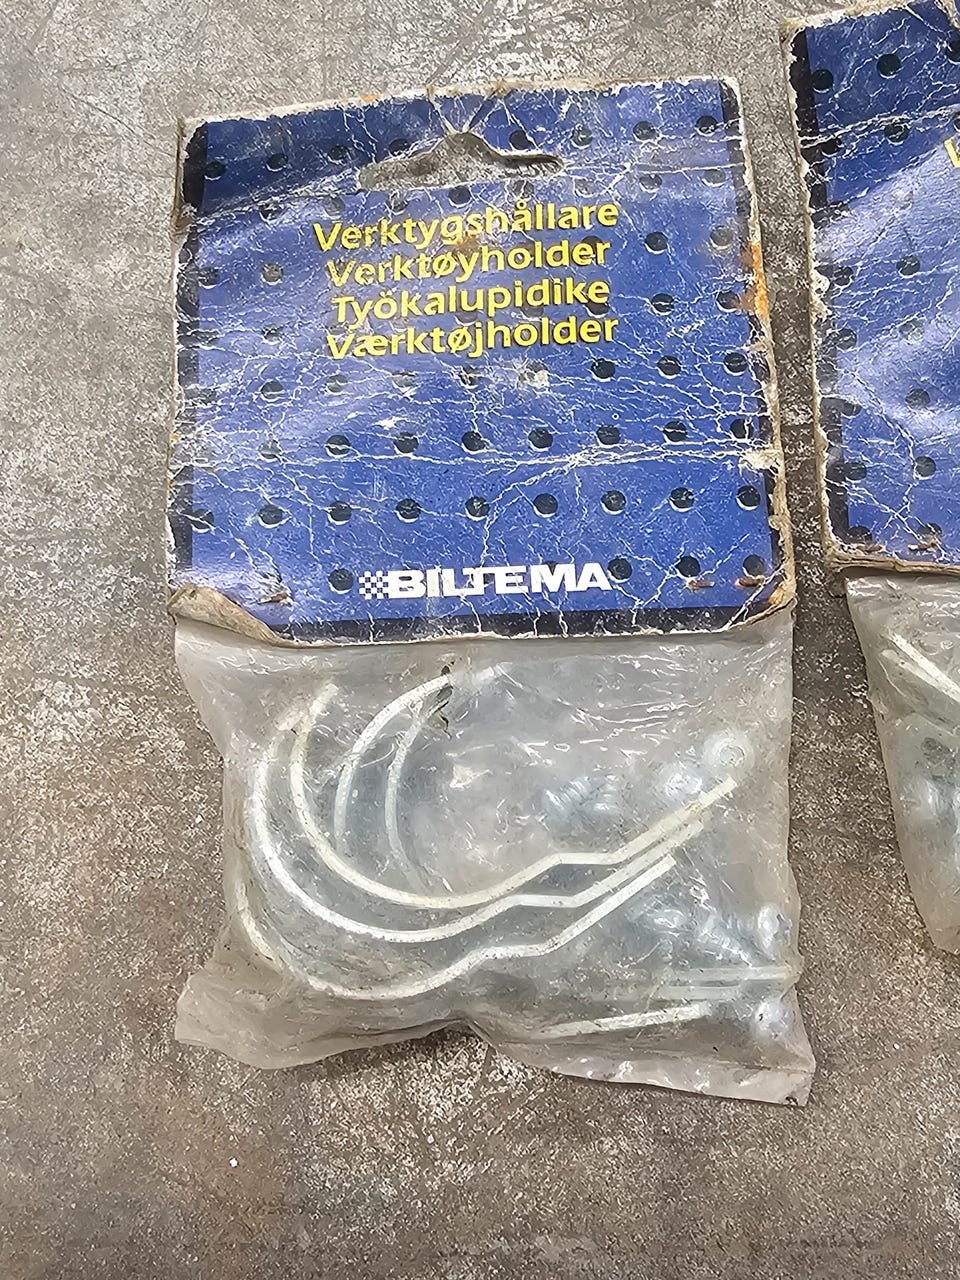 Verktygshållare
Verktøyholder
Työkalupidike
Værktøjholder
BILTEMA